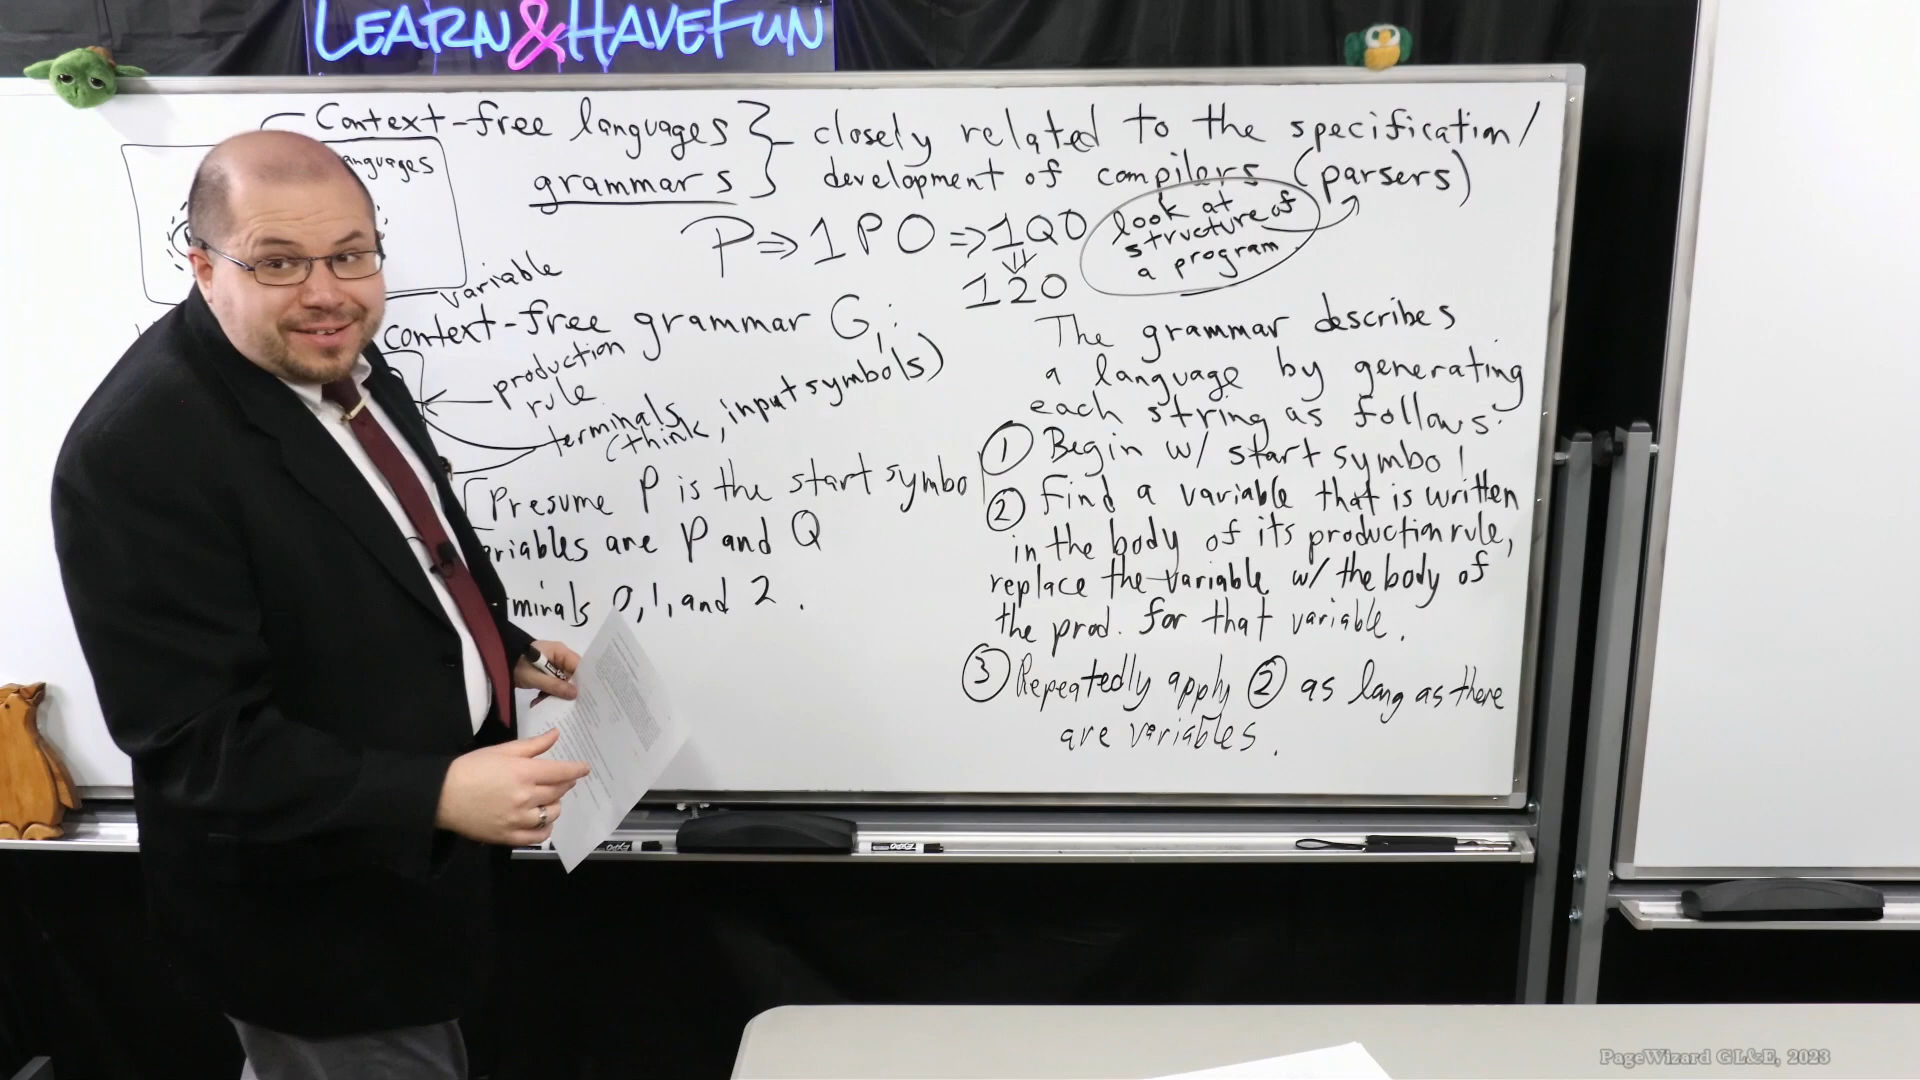 LEARN&HAVEFUN
Context-free languages
grammars
closely related to the specification/
development of compilers (parsers)
anguages
P ⇒ 1P0 ⇒ 1Q0
⇓
120
look at
structure of
a program
variable
context-free grammar G1:
production
rule
terminals
(think, input symbols)
[Presume P is the start symbol
riables are P and Q
minals 0, 1, and 2.
The grammar describes
a language by generating
each string as follows:
① Begin w/ start symbol
② Find a variable that is written
in the body of its production rule,
replace the variable w/ the body of
the prod. for that variable.
③ Repeatedly apply ② as long as there
are variables.
EXPO
EXPO
PageWizard GL&E, 2023